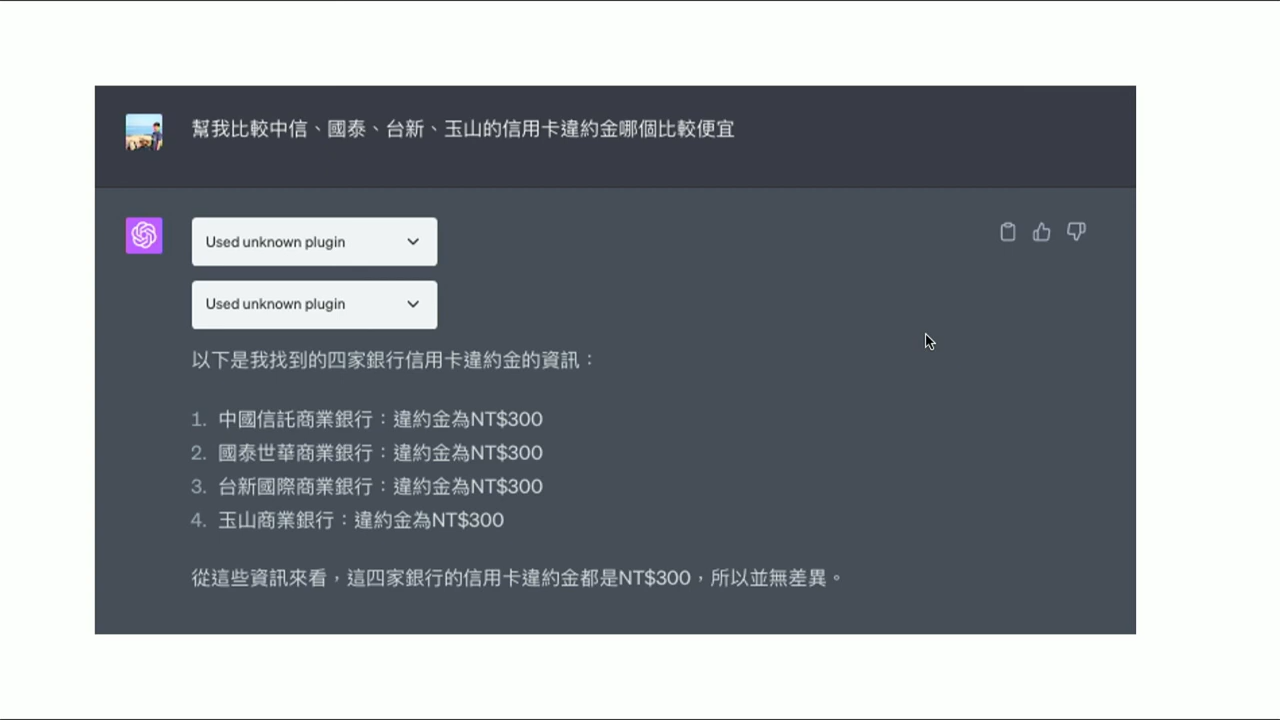 幫我比較中信、國泰、台新、玉山的信用卡違約金哪個比較便宜
Used unknown plugin
Used unknown plugin
以下是我找到的四家銀行信用卡違約金的資訊：
1. 中國信託商業銀行：違約金為NT$300
2. 國泰世華商業銀行：違約金為NT$300
3. 台新國際商業銀行：違約金為NT$300
4. 玉山商業銀行：違約金為NT$300
從這些資訊來看，這四家銀行的信用卡違約金都是NT$300，所以並無差異。